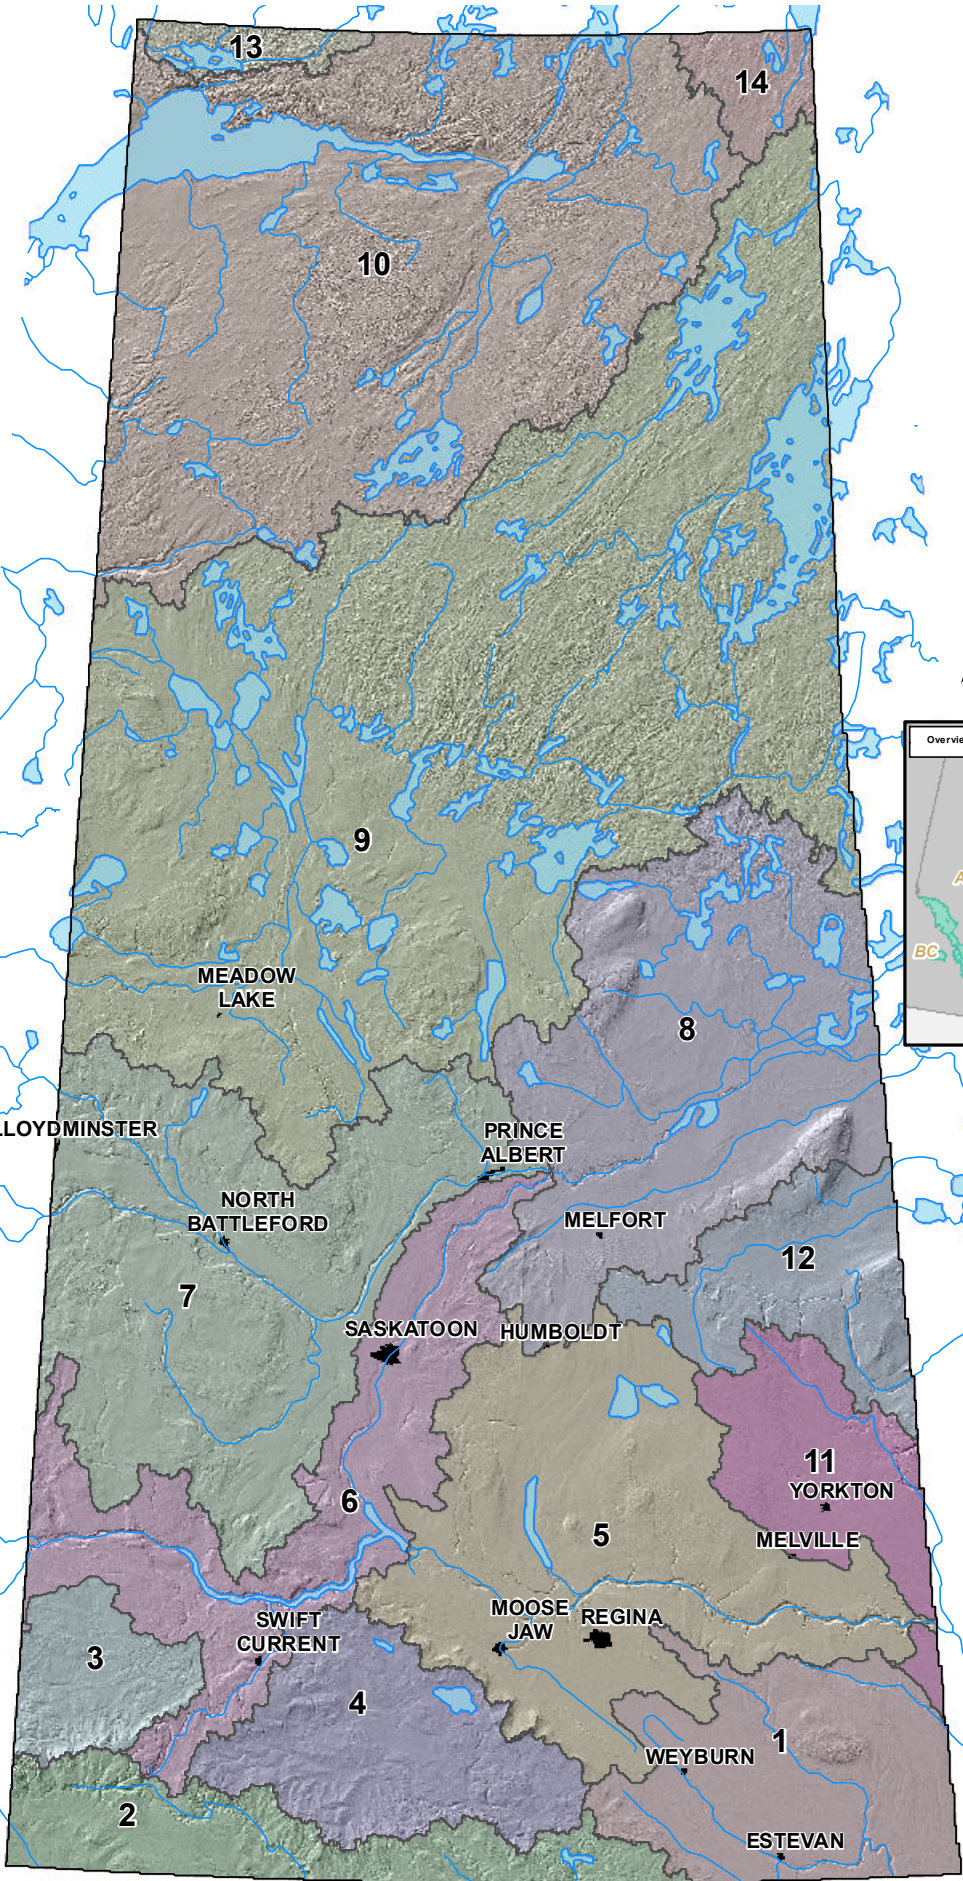 13
14
10
Overvie
9
A
BC
MEADOW
LAKE
8
LLOYDMINSTER
PRINCE
ALBERT
NORTH
BATTLEFORD
MELFORT
12
7
SASKATOON
HUMBOLDT
11
YORKTON
6
5
MELVILLE
MOOSE
JAW
REGINA
SWIFT
CURRENT
3
4
1
WEYBURN
2
ESTEVAN